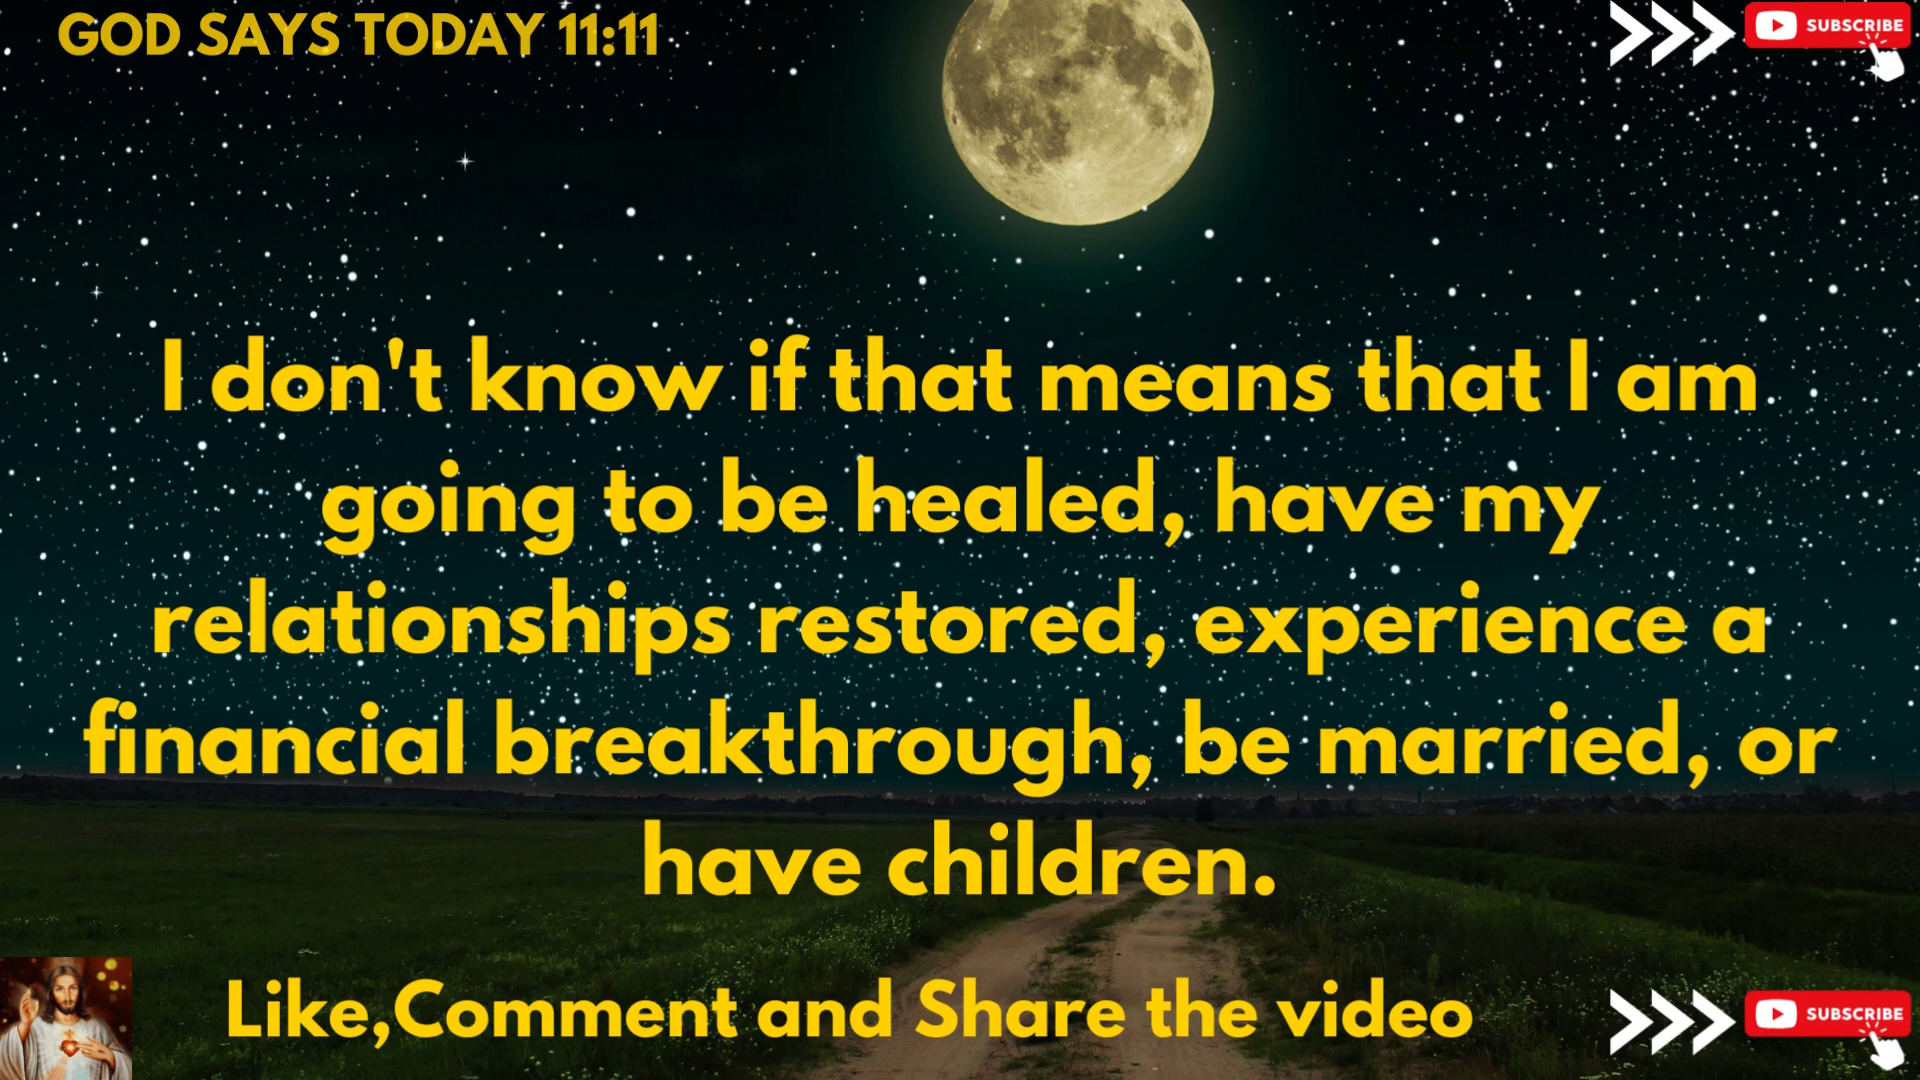 GOD SAYS TODAY 11:11
SUBSCRIBE
I don't know if that means that I am
going to be healed, have my
relationships restored, experience a
financial breakthrough, be married, or
have children.
Like,Comment and Share the video
SUBSCRIBE